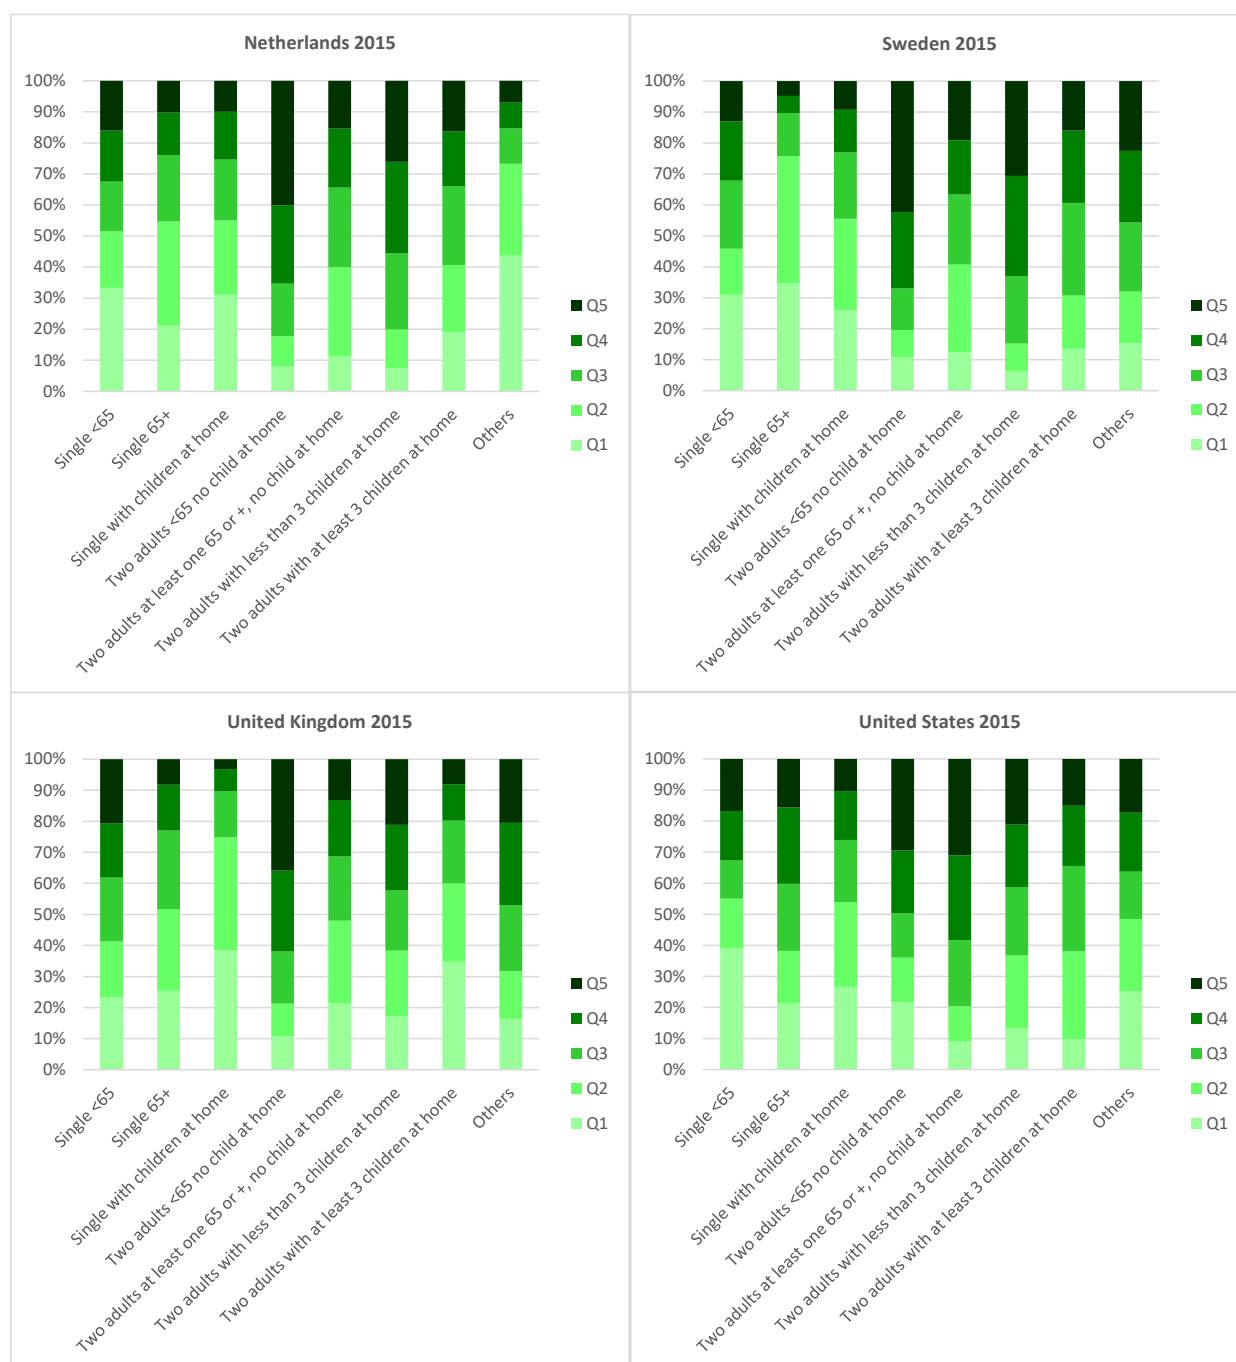 Netherlands 2015
100%
90%
80%
70%
60%
50%
40%
30%
20%
10%
0%
Single <65
Single 65+
Single with children at home
Two adults <65 no child at home
Two adults at least one 65 or +, no child at home
Two adults with less than 3 children at home
Two adults with at least 3 children at home
Others
Q5
Q4
Q3
Q2
Q1
Sweden 2015
100%
90%
80%
70%
60%
50%
40%
30%
20%
10%
0%
Single <65
Single 65+
Single with children at home
Two adults <65 no child at home
Two adults at least one 65 or +, no child at home
Two adults with less than 3 children at home
Two adults with at least 3 children at home
Others
Q5
Q4
Q3
Q2
Q1
United Kingdom 2015
100%
90%
80%
70%
60%
50%
40%
30%
20%
10%
0%
Single <65
Single 65+
Single with children at home
Two adults <65 no child at home
Two adults at least one 65 or +, no child at home
Two adults with less than 3 children at home
Two adults with at least 3 children at home
Others
Q5
Q4
Q3
Q2
Q1
United States 2015
100%
90%
80%
70%
60%
50%
40%
30%
20%
10%
0%
Single <65
Single 65+
Single with children at home
Two adults <65 no child at home
Two adults at least one 65 or +, no child at home
Two adults with less than 3 children at home
Two adults with at least 3 children at home
Others
Q5
Q4
Q3
Q2
Q1